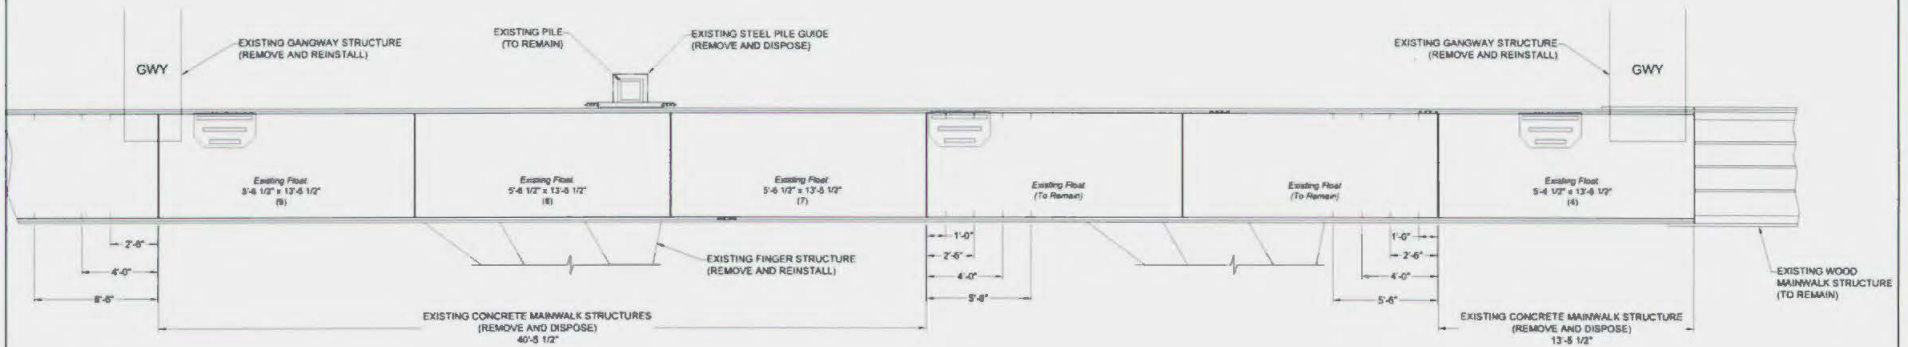 EXISTING GANGWAY STRUCTURE
(REMOVE AND REINSTALL)
GWY
EXISTING PILE
(TO REMAIN)
EXISTING STEEL PILE GUIDE
(REMOVE AND DISPOSE)
EXISTING GANGWAY STRUCTURE
(REMOVE AND REINSTALL)
GWY
Existing Float
5'-6 1/2" x 13'-5 1/2"
(9)
Existing Float
5'-6 1/2" x 13'-5 1/2"
(8)
Existing Float
5'-6 1/2" x 13'-5 1/2"
(7)
Existing Float
(To Remain)
Existing Float
(To Remain)
Existing Float
5'-4 1/2" x 13'-5 1/2"
(4)
2'-6"
4'-0"
EXISTING FINGER STRUCTURE
(REMOVE AND REINSTALL)
1'-0"
2'-6"
4'-0"
1'-0"
2'-6"
4'-0"
5'-6"
EXISTING WOOD
MAINWALK STRUCTURE
(TO REMAIN)
EXISTING CONCRETE MAINWALK STRUCTURES
(REMOVE AND DISPOSE)
40'-5 1/2"
EXISTING CONCRETE MAINWALK STRUCTURE
(REMOVE AND DISPOSE)
13'-5 1/2"